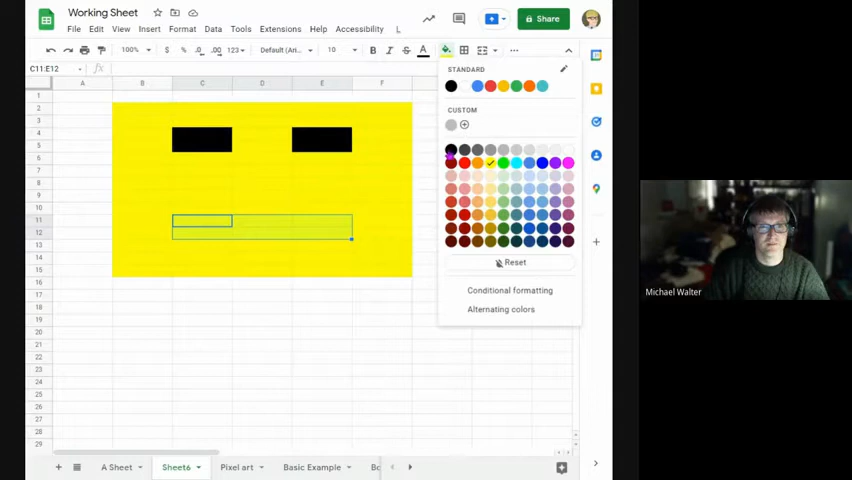 Working Sheet
File Edit View Insert Format Data Tools Extensions Help Accessibility L
Share
100% $ % .0 .00 123 Default (Ari... 10 B I S A
C11:E12 fx
A B C D E F
1
2
3
4
5
6
7
8
9
10
11
12
13
14
15
16
17
18
19
20
21
22
23
24
25
26
27
28
29
STANDARD
CUSTOM
Reset
Conditional formatting
Alternating colors
A Sheet Sheet6 Pixel art Basic Example Bo
Michael Walter